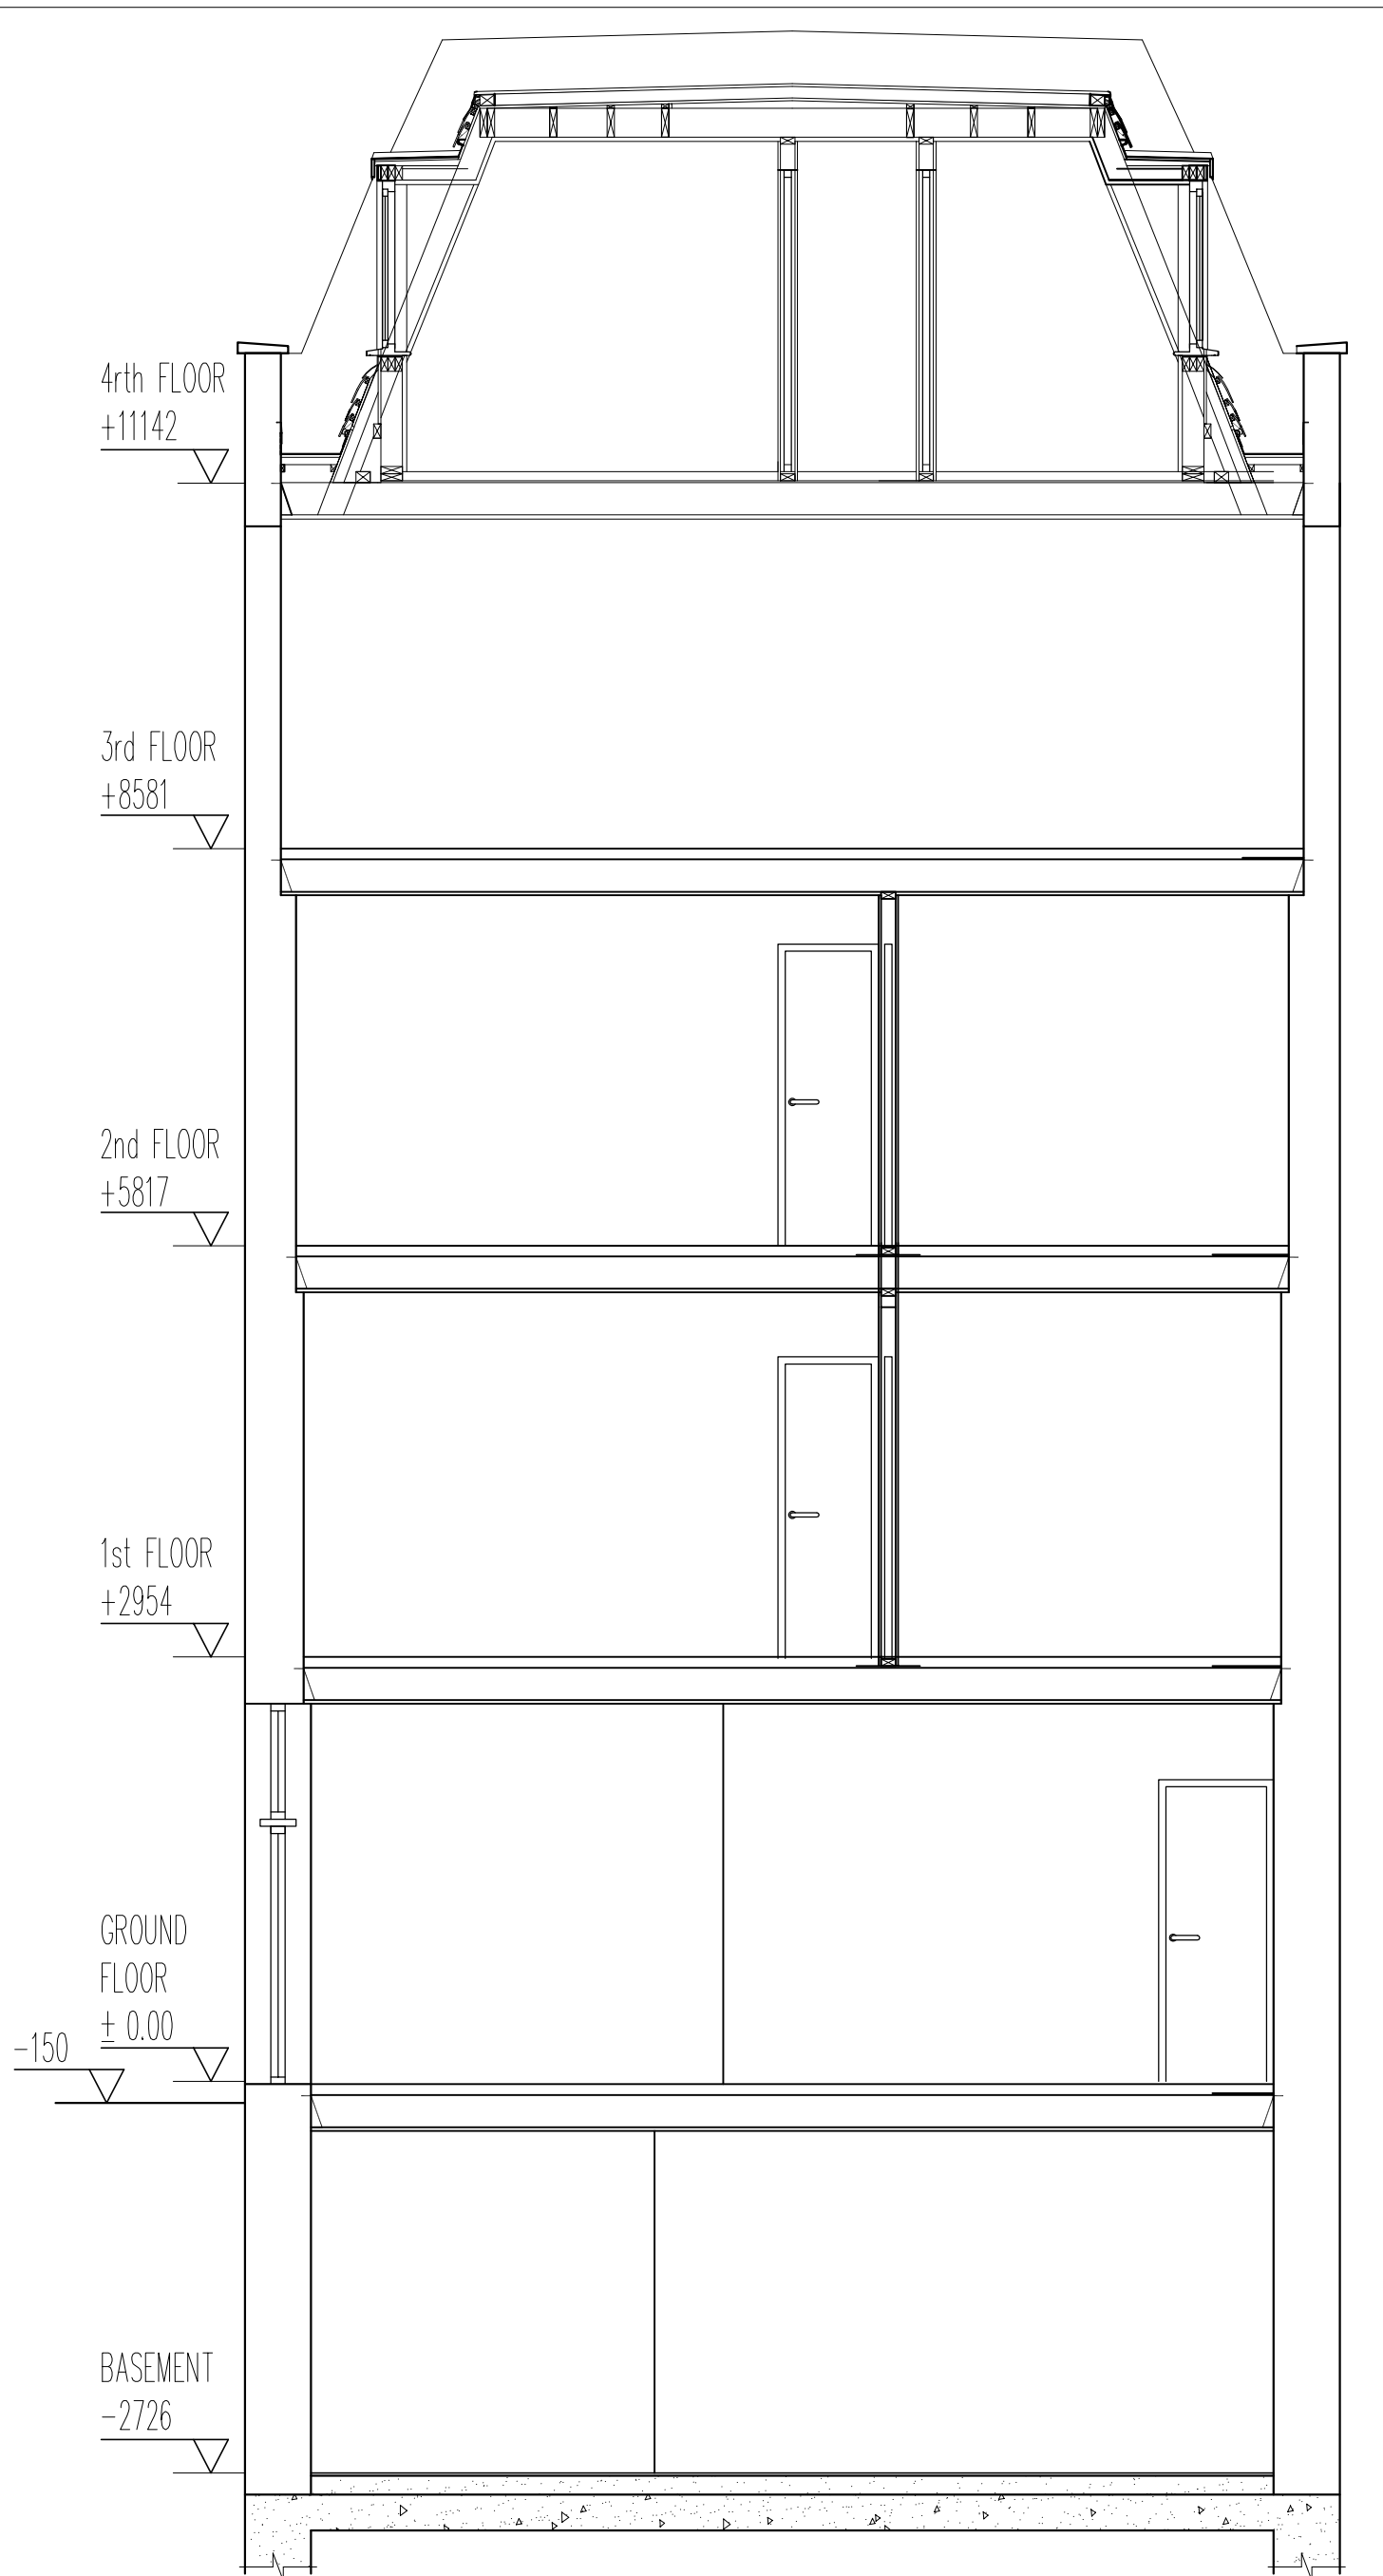 4rth FLOOR
+11142
3rd FLOOR
+8581
2nd FLOOR
+5817
1st FLOOR
+2954
GROUND
FLOOR
± 0.00
-150
BASEMENT
-2726